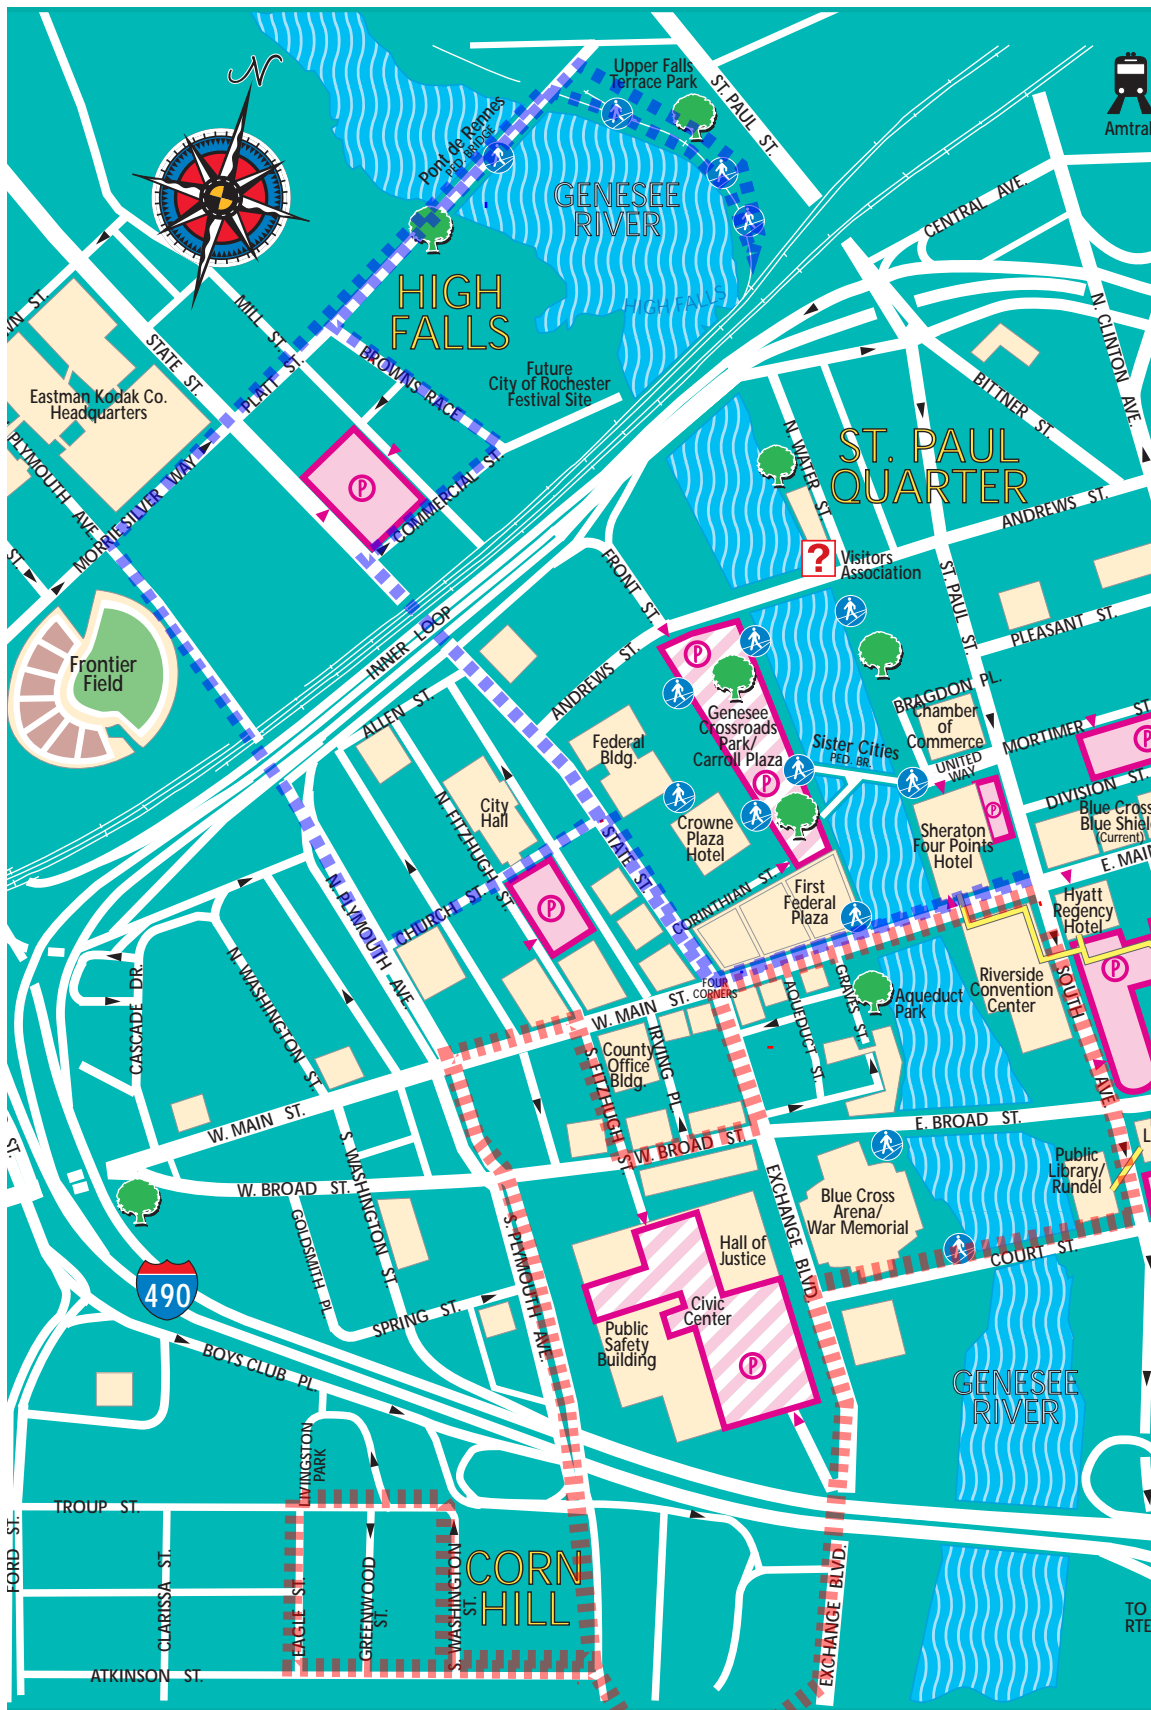 N
Upper Falls
Terrace Park
ST. PAUL ST.
Amtrak
Pont de Rennes
PED. BRIDGE
GENESEE
RIVER
CENTRAL AVE.
HIGH
FALLS
HIGH FALLS
N. CLINTON AVE.
WN ST.
MILL ST.
STATE ST.
BROWNS RACE
Future
City of Rochester
Festival Site
BITTNER ST.
Eastman Kodak Co.
Headquarters
PLATT ST.
N. WATER ST.
ST. PAUL
QUARTER
PLYMOUTH AVE.
MORRIE SILVER WAY
P
COMMERCIAL ST.
ANDREWS ST.
ST.
?
Visitors
Association
FRONT ST.
ST. PAUL ST.
PLEASANT ST.
INNER LOOP
Frontier
Field
ANDREWS ST.
P
BRAGDON PL.
ALLEN ST.
Genesee
Crossroads
Park/
Carroll Plaza
P
Chamber
of
Commerce
MORTIMER ST.
P
Federal
Bldg.
Sister Cities
PED. BR.
UNITED
WAY
DIVISION ST.
N. FITZHUGH ST.
City
Hall
Crowne
Plaza
Hotel
STATE ST.
P
Sheraton
Four Points
Hotel
Blue Cross
Blue Shield
(Current)
E. MAIN
N. PLYMOUTH AVE.
CHURCH ST.
P
CORINTHIAN ST.
First
Federal
Plaza
Hyatt
Regency
Hotel
CASCADE DR.
N. WASHINGTON ST.
W. MAIN ST.
FOUR
CORNERS
AQUEDUCT ST.
GRAVES ST.
Aqueduct
Park
Riverside
Convention
Center
SOUTH AVE.
P
S. FITZHUGH ST.
County
Office
Bldg.
IRVING PL.
W. MAIN ST.
E. BROAD ST.
W. BROAD ST.
ST.
S. WASHINGTON ST.
Public
Library/
Rundel
L
W. BROAD ST.
GOLDSMITH PL.
S. PLYMOUTH AVE.
EXCHANGE BLVD.
Blue Cross
Arena/
War Memorial
Hall of
Justice
COURT ST.
490
SPRING ST.
Civic
Center
Public
Safety
Building
P
BOYS CLUB PL.
GENESEE
RIVER
LIVINGSTON
PARK
TROUP ST.
FORD ST.
CLARISSA ST.
EAGLE ST.
GREENWOOD
ST.
S. WASHINGTON
ST.
CORN
HILL
EXCHANGE BLVD.
TO
RTE
ATKINSON ST.